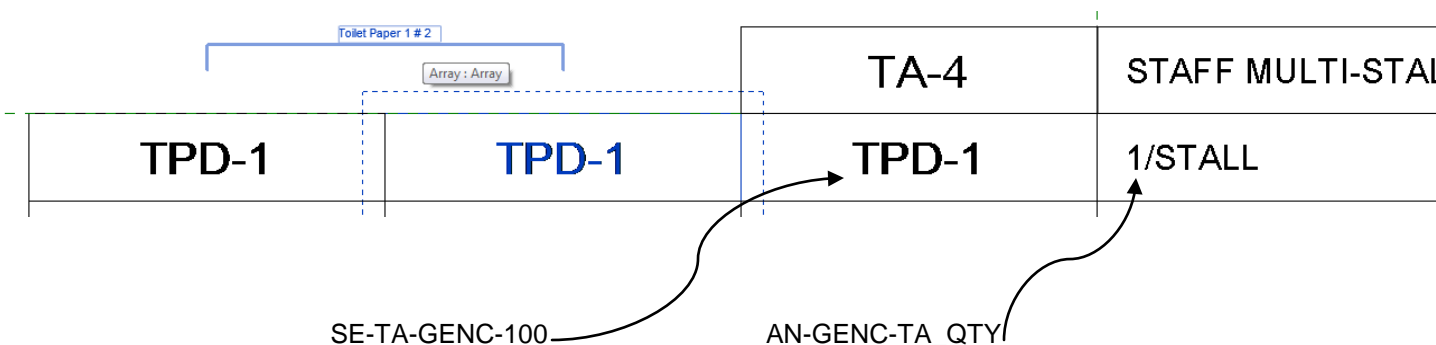 Toilet Paper 1 # 2
Array : Array
TA-4 STAFF MULTI-STAL
TPD-1 TPD-1 TPD-1 1/STALL
SE-TA-GENC-100 AN-GENC-TA QTY